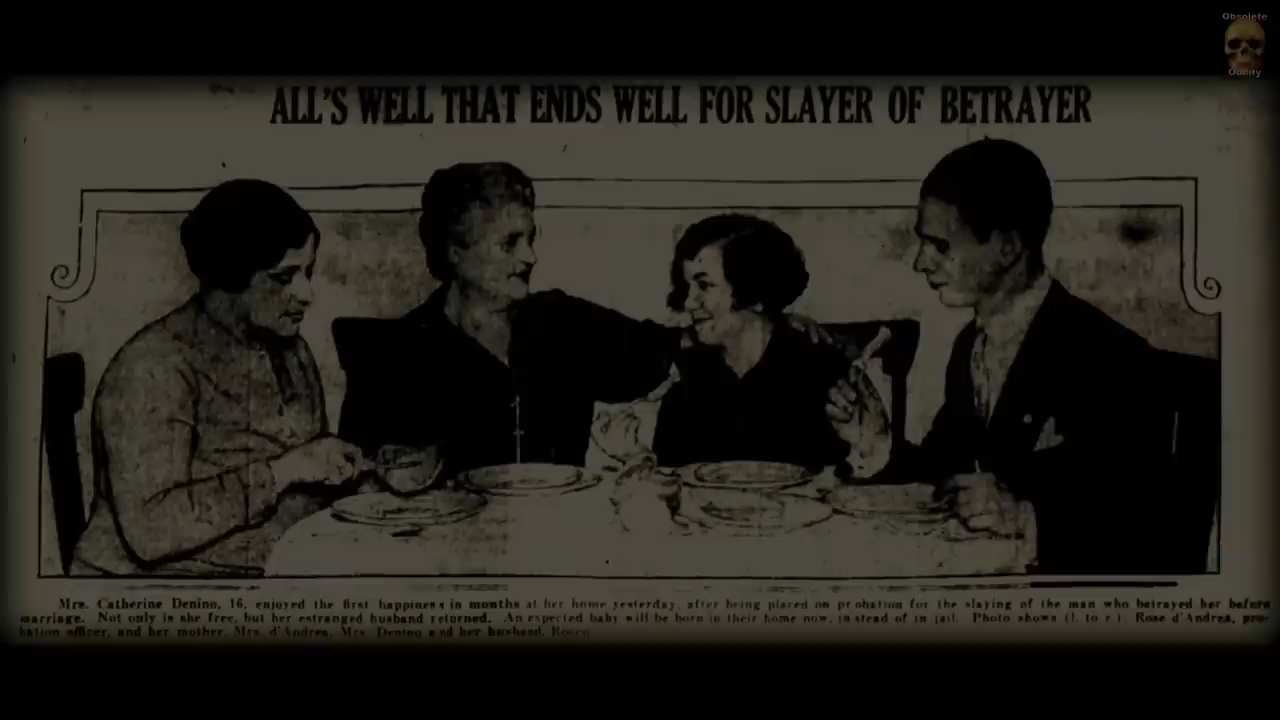 Obsolete
Oddity
ALL'S WELL THAT ENDS WELL FOR SLAYER OF BETRAYER
Mrs. Catherine Denino, 16, enjoyed the first happiness in months at her home yesterday, after being placed on probation for the slaying of the man who betrayed her before
marriage. Not only is she free, but her estranged husband returned. An expected baby will be born in their home now, instead of in jail. Photo shows (l. to r.) Rose d'Andrea, pro-
bation officer, and her mother, Mrs. d'Andrea, Mrs. Denino and her husband,